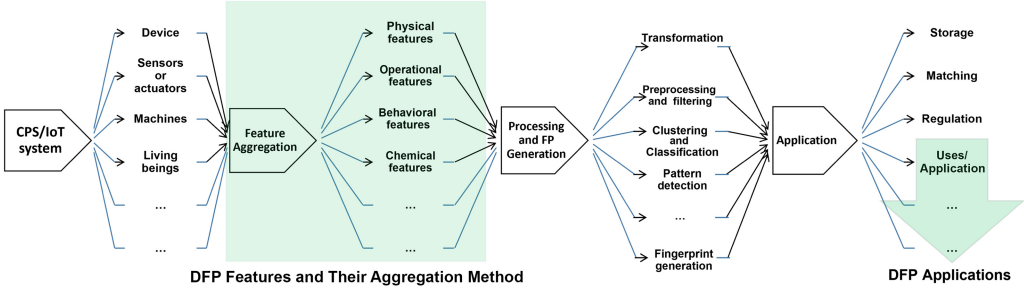 CPS/IoT
system
Device
Sensors
or
actuators
Machines
Living
beings
...
...
Feature
Aggregation
Physical
features
Operational
features
Behavioral
features
Chemical
features
...
...
Processing
and FP
Generation
Transformation
Preprocessing
and filtering
Clustering
and
Classification
Pattern
detection
...
Fingerprint
generation
Application
Storage
Matching
Regulation
Uses/
Application
...
...
DFP Features and Their Aggregation Method
DFP Applications